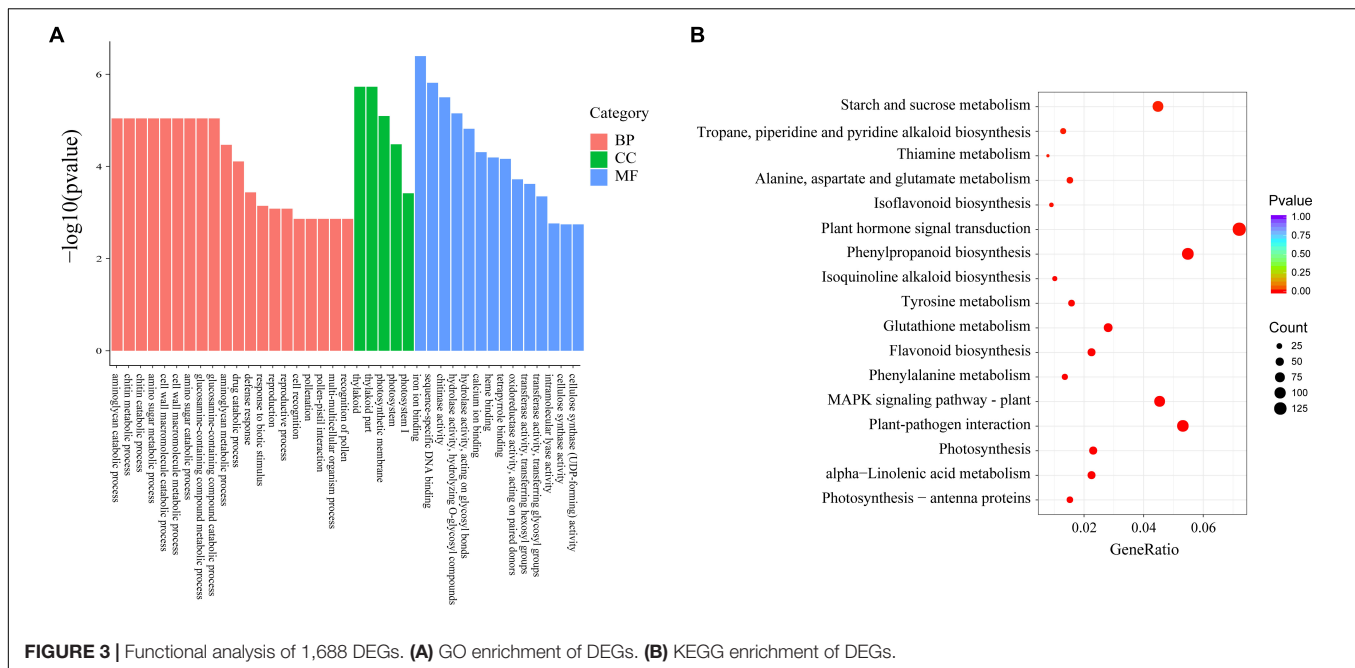 A
−log10(pvalue)
6
4
2
0
Category
BP
CC
MF
aminoglycan catabolic process
chitin metabolic process
chitin catabolic process
amino sugar metabolic process
cell wall macromolecule catabolic process
cell wall macromolecule metabolic process
amino sugar catabolic process
glucosamine-containing compound metabolic process
glucosamine-containing compound catabolic process
aminoglycan metabolic process
drug catabolic process
defense response
response to biotic stimulus
reproduction
reproductive process
cell recognition
pollenation
pollen-pistil interaction
multi-multicellular organism process
recognition of pollen
thylakoid
thylakoid part
photosynthetic membrane
photosystem
photosystem I
iron ion binding
sequence-specific DNA binding
chitinase activity
hydrolase activity, hydrolyzing O-glycosyl compounds
hydrolase activity, acting on glycosyl bonds
calcium ion binding
heme binding
tetrapyrrole binding
oxidoreductase activity, acting on paired donors
transferase activity, transferring hexosyl groups
transferase activity, transferring glycosyl groups
intramolecular lyase activity
cellulose synthase activity
cellulose synthase (UDP-forming) activity
B
Starch and sucrose metabolism
Tropane, piperidine and pyridine alkaloid biosynthesis
Thiamine metabolism
Alanine, aspartate and glutamate metabolism
Isoflavonoid biosynthesis
Plant hormone signal transduction
Phenylpropanoid biosynthesis
Isoquinoline alkaloid biosynthesis
Tyrosine metabolism
Glutathione metabolism
Flavonoid biosynthesis
Phenylalanine metabolism
MAPK signaling pathway - plant
Plant-pathogen interaction
Photosynthesis
alpha−Linolenic acid metabolism
Photosynthesis − antenna proteins
0.02
0.04
0.06
GeneRatio
Pvalue
1.00
0.75
0.50
0.25
0.00
Count
25
50
75
100
125
FIGURE 3 | Functional analysis of 1,688 DEGs. (A) GO enrichment of DEGs. (B) KEGG enrichment of DEGs.